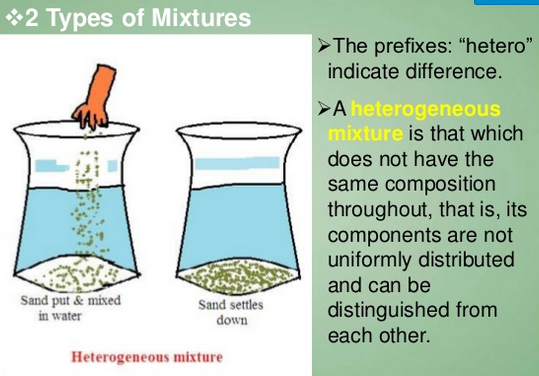 ❖2 Types of Mixtures
Sand put & mixed
in water
Sand settles
down
Heterogeneous mixture
➢The prefixes: “hetero”
indicate difference.
➢A heterogeneous
mixture is that which
does not have the
same composition
throughout, that is, its
components are not
uniformly distributed
and can be
distinguished from
each other.